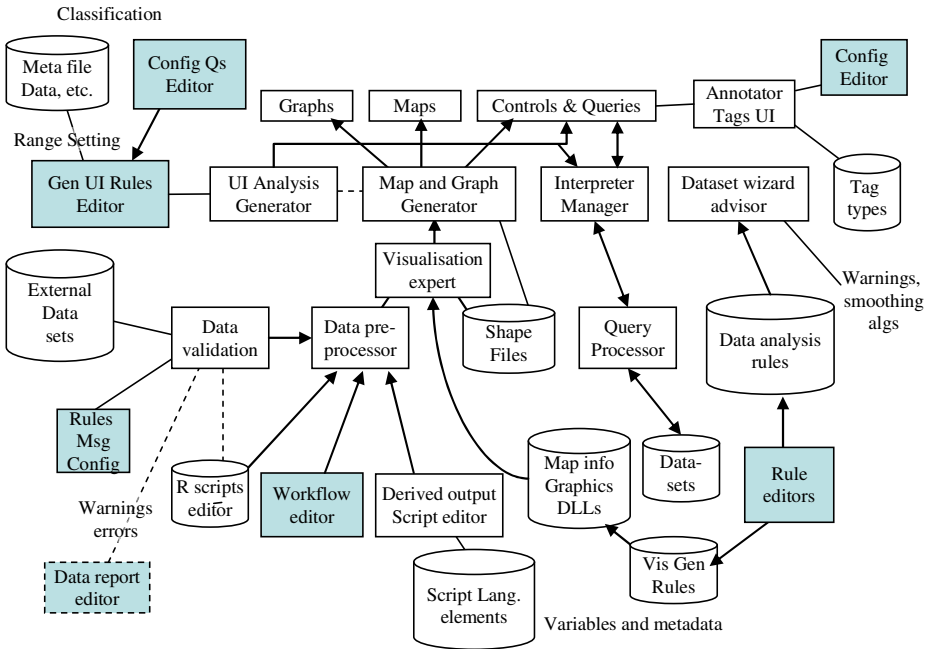 Classification
Meta file
Data, etc.
Config Qs
Editor
Config
Editor
Graphs
Maps
Controls & Queries
Annotator
Tags UI
Range Setting
Gen UI Rules
Editor
UI Analysis
Generator
Map and Graph
Generator
Interpreter
Manager
Dataset wizard
advisor
Tag
types
Visualisation
expert
External
Data
sets
Data
validation
Data pre-
processor
Shape
Files
Query
Processor
Warnings,
smoothing
algs
Data analysis
rules
Rules
Msg
Config
R scripts
editor
Workflow
editor
Derived output
Script editor
Map info
Graphics
DLLs
Data-
sets
Rule
editors
Warnings
errors
Data report
editor
Script Lang.
elements
Vis Gen
Rules
Variables and metadata